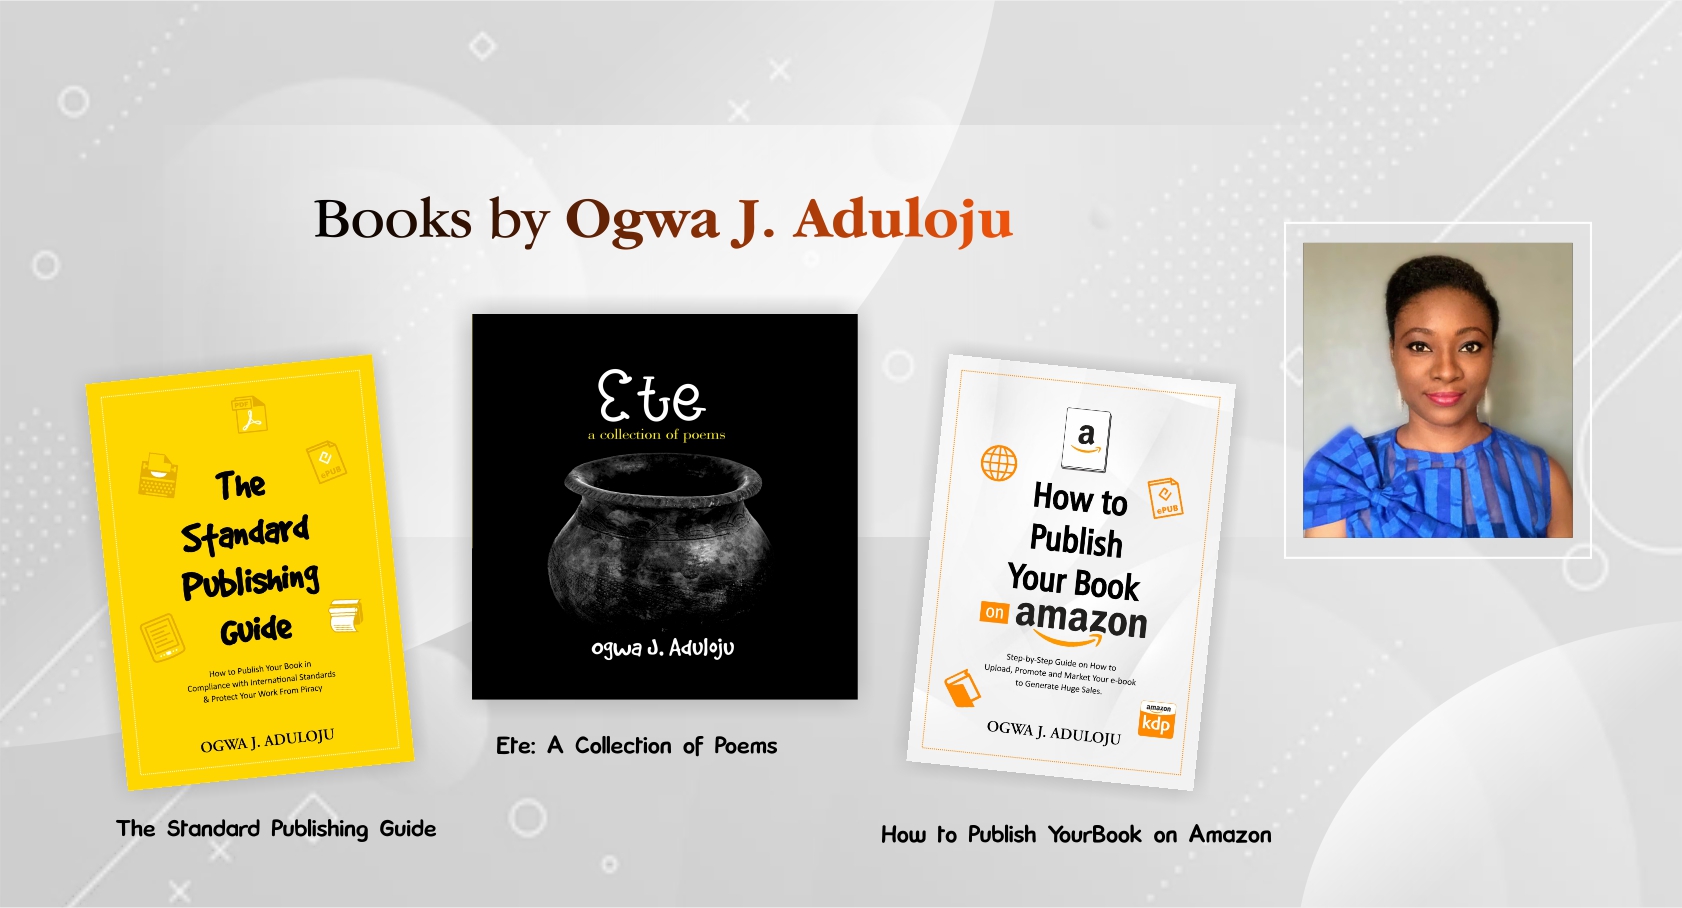 Books by Ogwa J. Aduloju
PDF
ePUB
The
Standard
Publishing
Guide
How to Publish Your Book in
Compliance with International Standards
& Protect Your Work From Piracy
OGWA J. ADULOJU
The Standard Publishing Guide
Ete
a collection of poems
Ogwa J. Aduloju
Ete: A Collection of Poems
a
ePUB
How to
Publish
Your Book
on amazon
Step-by-Step Guide on How to
Upload, Promote and Market Your e-book
to Generate Huge Sales.
amazon
kdp
OGWA J. ADULOJU
How to Publish YourBook on Amazon